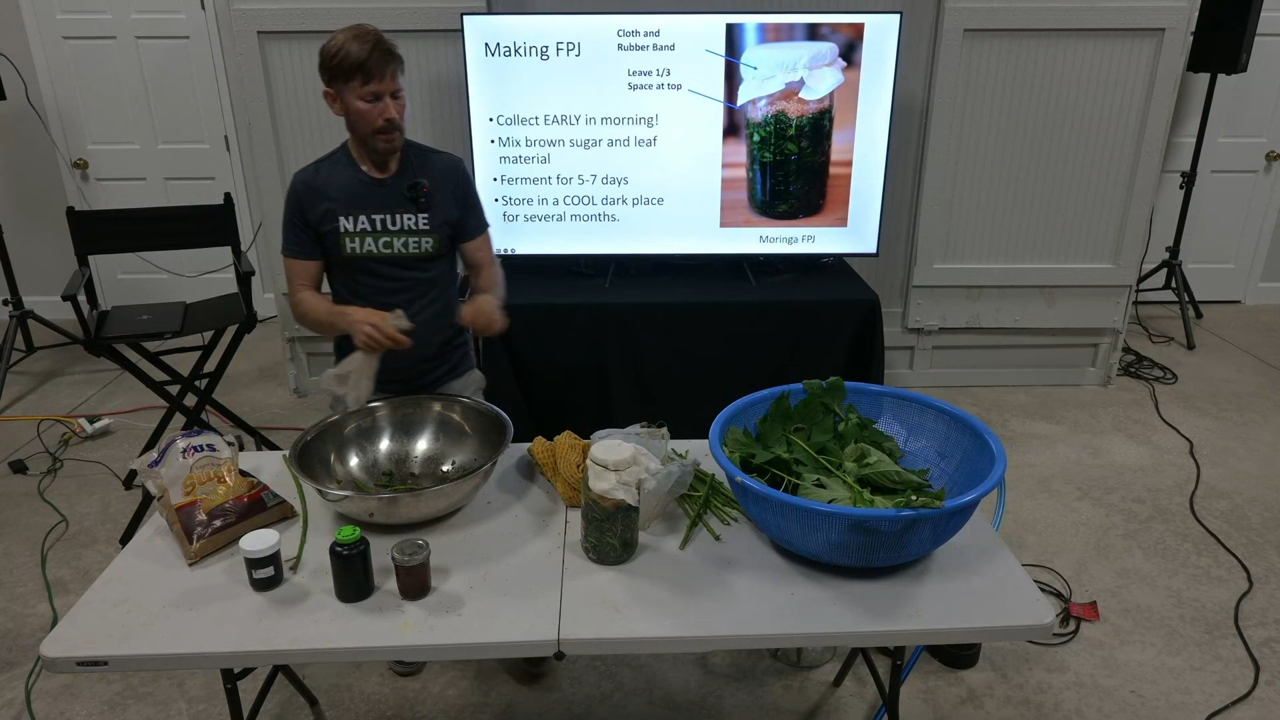 Making FPJ
Cloth and
Rubber Band
Leave 1/3
Space at top
• Collect EARLY in morning!
• Mix brown sugar and leaf
material
• Ferment for 5-7 days
• Store in a COOL dark place
for several months.
Moringa FPJ
NATURE
HACKER